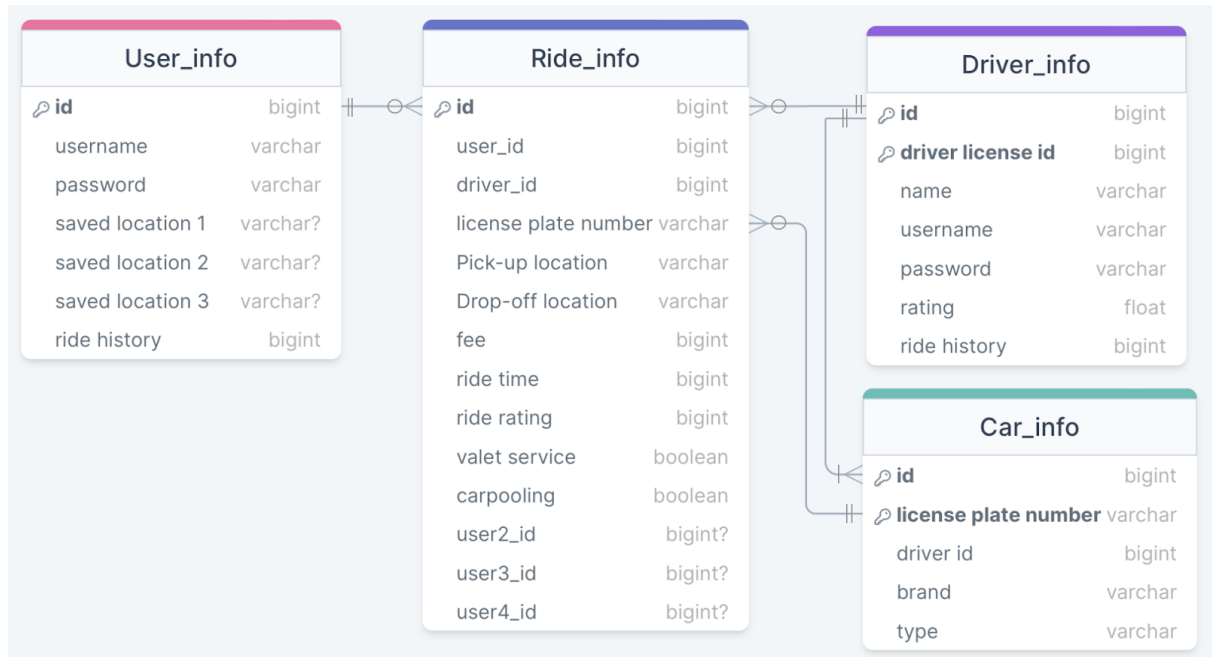 User_info
id bigint
username varchar
password varchar
saved location 1 varchar?
saved location 2 varchar?
saved location 3 varchar?
ride history bigint
Ride_info
id bigint
user_id bigint
driver_id bigint
license plate number varchar
Pick-up location varchar
Drop-off location varchar
fee bigint
ride time bigint
ride rating bigint
valet service boolean
carpooling boolean
user2_id bigint?
user3_id bigint?
user4_id bigint?
Driver_info
id bigint
driver license id bigint
name varchar
username varchar
password varchar
rating float
ride history bigint
Car_info
id bigint
license plate number varchar
driver id bigint
brand varchar
type varchar